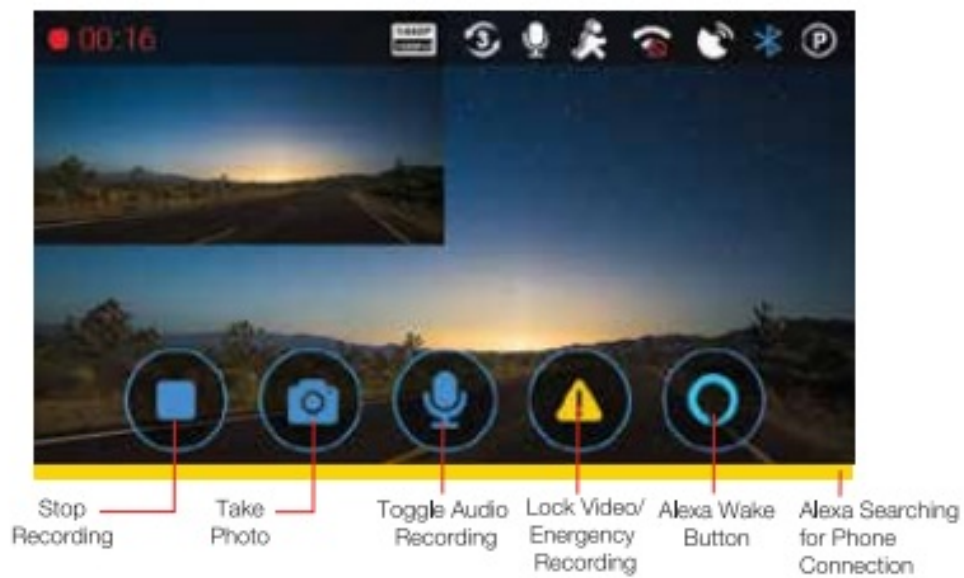 00:16
1440P
3
P
Stop
Recording
Take
Photo
Toggle Audio
Recording
Lock Video/
Energency
Recording
Alexa Wake
Button
Alexa Searching
for Phone
Connection